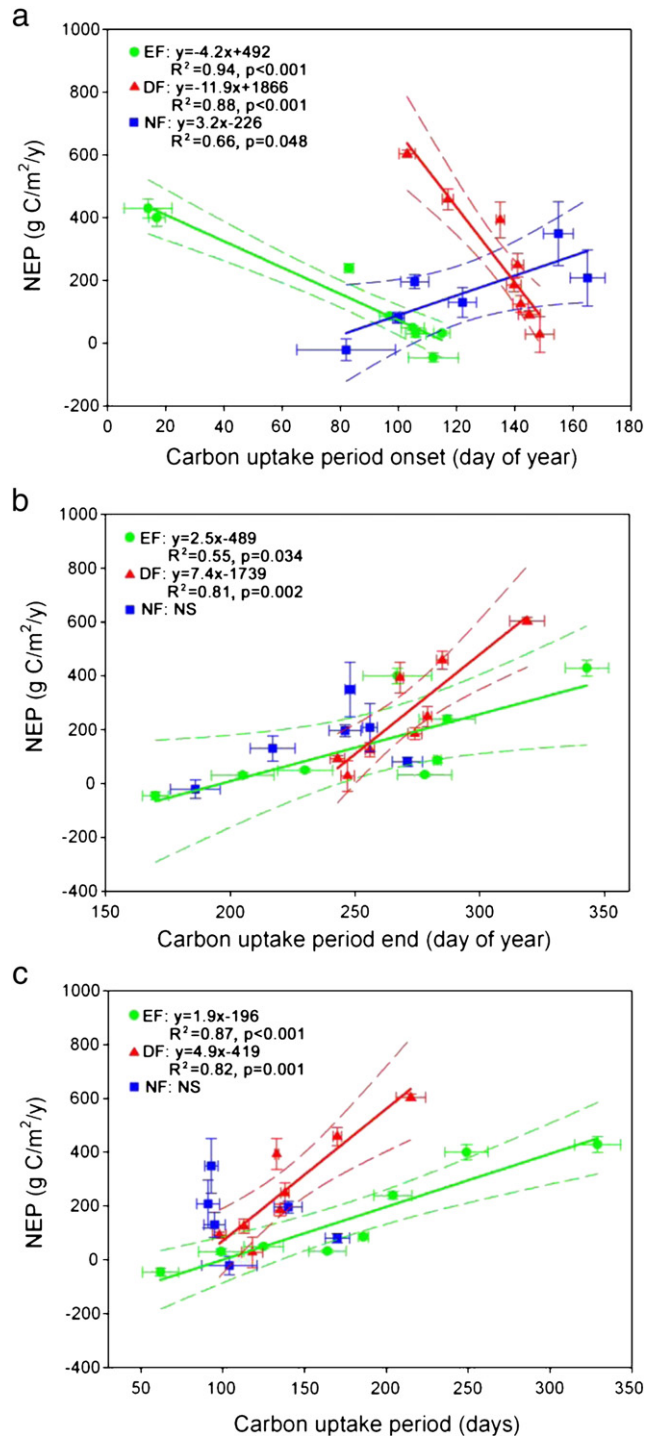 a
1000
800
600
400
200
0
-200
NEP (g C/m²/y)
EF: y=-4.2x+492
R²=0.94, p<0.001
DF: y=-11.9x+1866
R²=0.88, p<0.001
NF: y=3.2x-226
R²=0.66, p=0.048
0 20 40 60 80 100 120 140 160 180
Carbon uptake period onset (day of year)
b
1000
800
600
400
200
0
-200
-400
NEP (g C/m²/y)
EF: y=2.5x-489
R²=0.55, p=0.034
DF: y=7.4x-1739
R²=0.81, p=0.002
NF: NS
150 200 250 300 350
Carbon uptake period end (day of year)
c
1000
800
600
400
200
0
-200
-400
NEP (g C/m²/y)
EF: y=1.9x-196
R²=0.87, p<0.001
DF: y=4.9x-419
R²=0.82, p=0.001
NF: NS
50 100 150 200 250 300 350
Carbon uptake period (days)